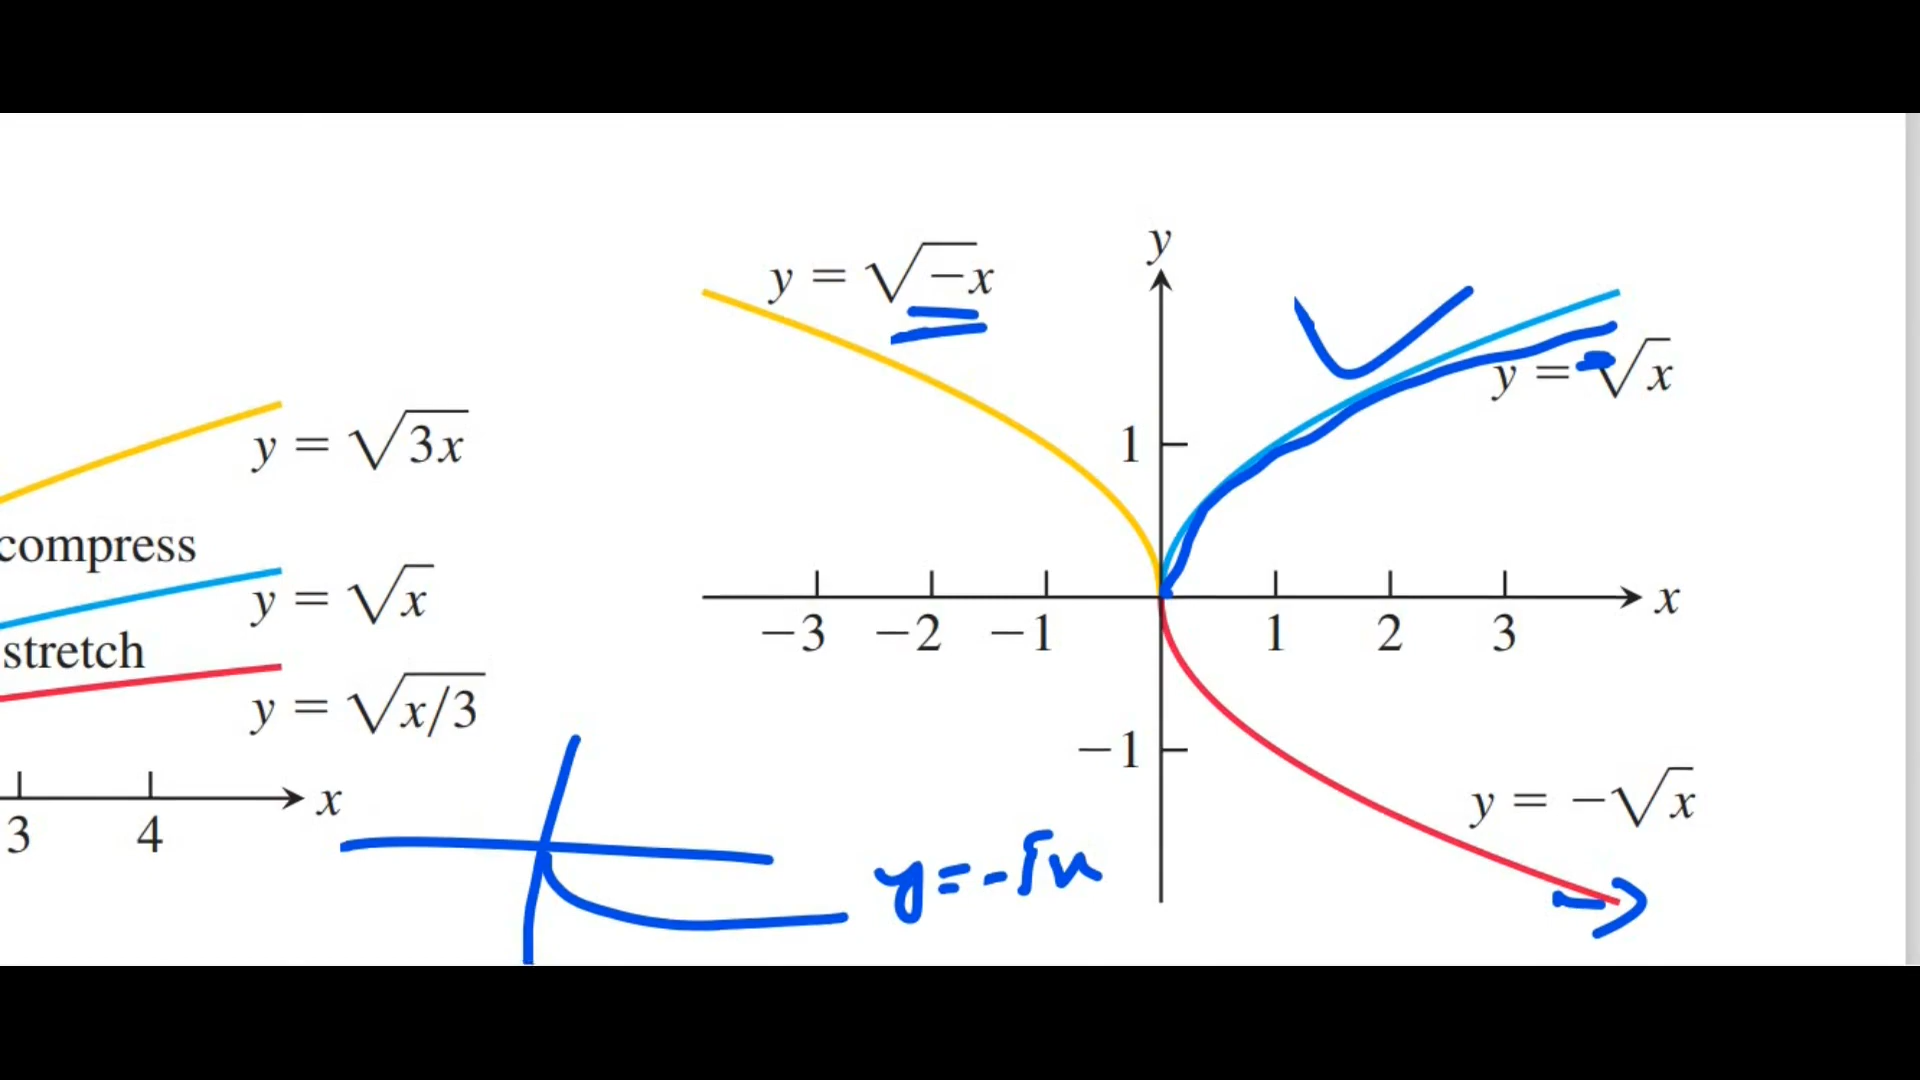 y = √3x
compress
y = √x
stretch
y = √x/3
x
3 4
y
y = √−x
y = √x
1
x
−3 −2 −1 1 2 3
−1
y = −√x
y = -√x